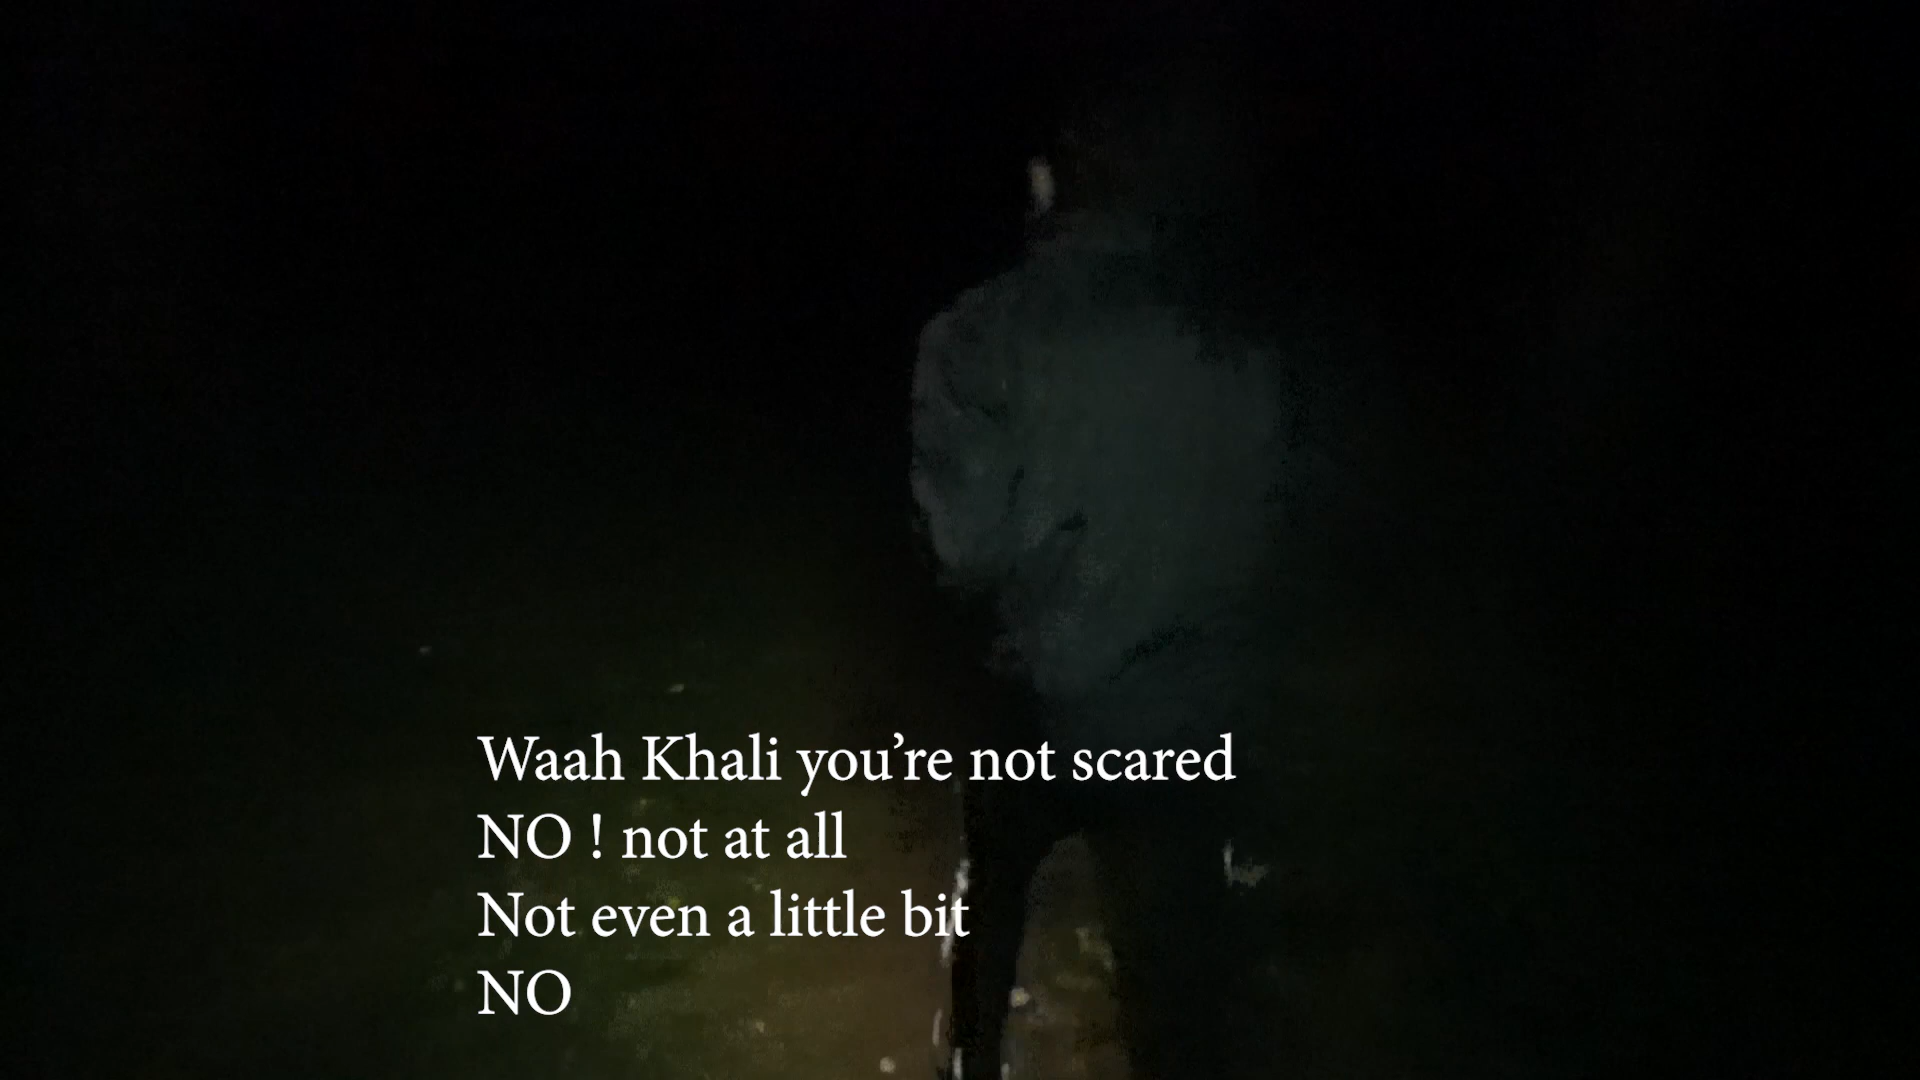 Waah Khali you’re not scared
NO ! not at all
Not even a little bit
NO